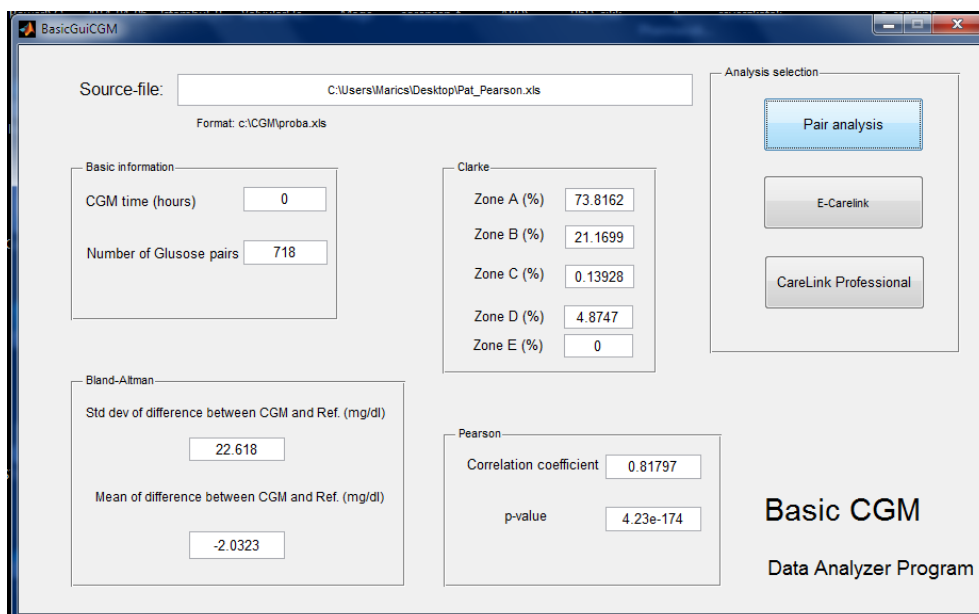 BasicGuiCGM
Source-file:
C:\Users\Marics\Desktop\Pat_Pearson.xls
Format: c:\CGM\proba.xls
Basic information
CGM time (hours)
0
Number of Glusose pairs
718
Clarke
Zone A (%)
73.8162
Zone B (%)
21.1699
Zone C (%)
0.13928
Zone D (%)
4.8747
Zone E (%)
0
Analysis selection
Pair analysis
E-Carelink
CareLink Professional
Bland-Altman
Std dev of difference between CGM and Ref. (mg/dl)
22.618
Mean of difference between CGM and Ref. (mg/dl)
-2.0323
Pearson
Correlation coefficient
0.81797
p-value
4.23e-174
Basic CGM
Data Analyzer Program